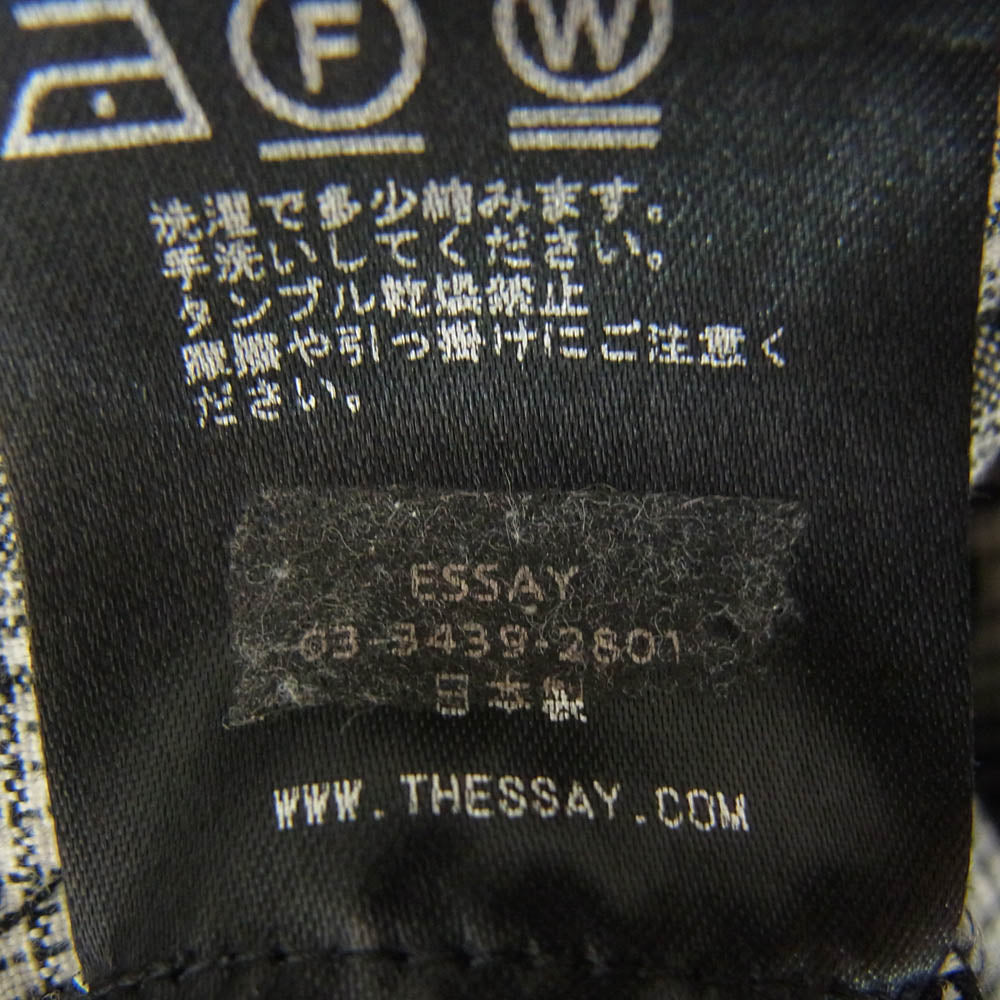 F W
洗濯で多少縮みます。
手洗いしてください。
タンブル乾燥禁止
摩擦や引っ掛けにご注意く
ださい。
ESSAY
03-3439-2801
日本製
WWW.THESSAY.COM